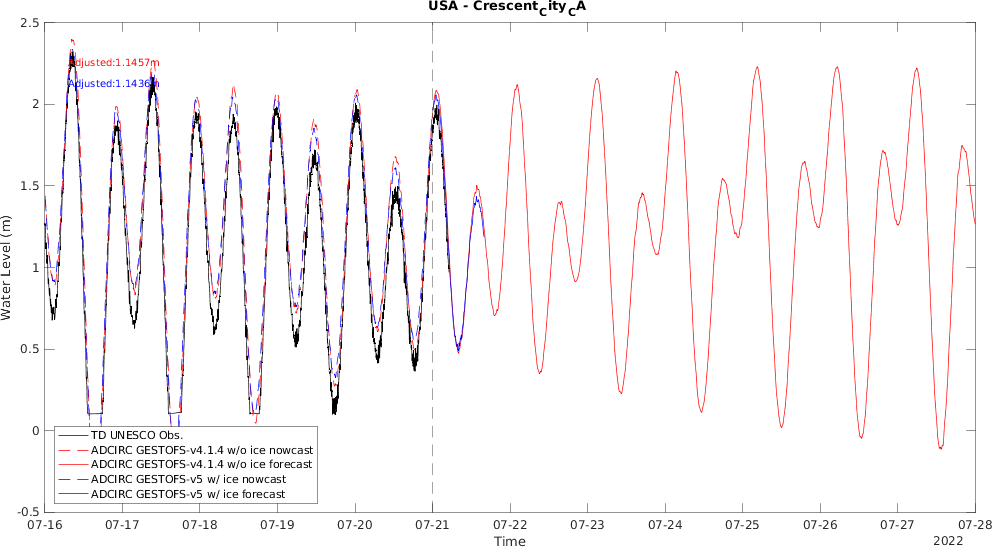 USA - Crescent_City_CA
2.5
Adjusted:1.1457m
Adjusted:1.1436m
2
1.5
1
0.5
0
-0.5
Water Level (m)
TD UNESCO Obs.
ADCIRC GESTOFS-v4.1.4 w/o ice nowcast
ADCIRC GESTOFS-v4.1.4 w/o ice forecast
ADCIRC GESTOFS-v5 w/ ice nowcast
ADCIRC GESTOFS-v5 w/ ice forecast
07-16 07-17 07-18 07-19 07-20 07-21 07-22 07-23 07-24 07-25 07-26 07-27 07-28
Time
2022